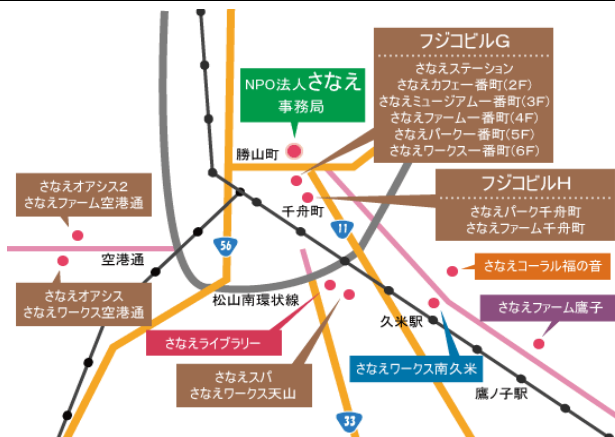 フジコビルG
さなえステーション
さなえカフェ一番町(2F)
さなえミュージアム一番町(3F)
さなえファーム一番町(4F)
さなえパーク一番町(5F)
さなえワークス一番町(6F)
NPO法人さなえ
事務局
勝山町
フジコビルH
さなえパーク千舟町
さなえファーム千舟町
千舟町
さなえオアシス2
さなえファーム空港通
空港通
56
11
さなえコーラル福の音
さなえオアシス
さなえワークス空港通
松山南環状線
さなえファーム鷹子
久米駅
さなえライブラリー
さなえワークス南久米
さなえスパ
さなえワークス天山
鷹ノ子駅
33